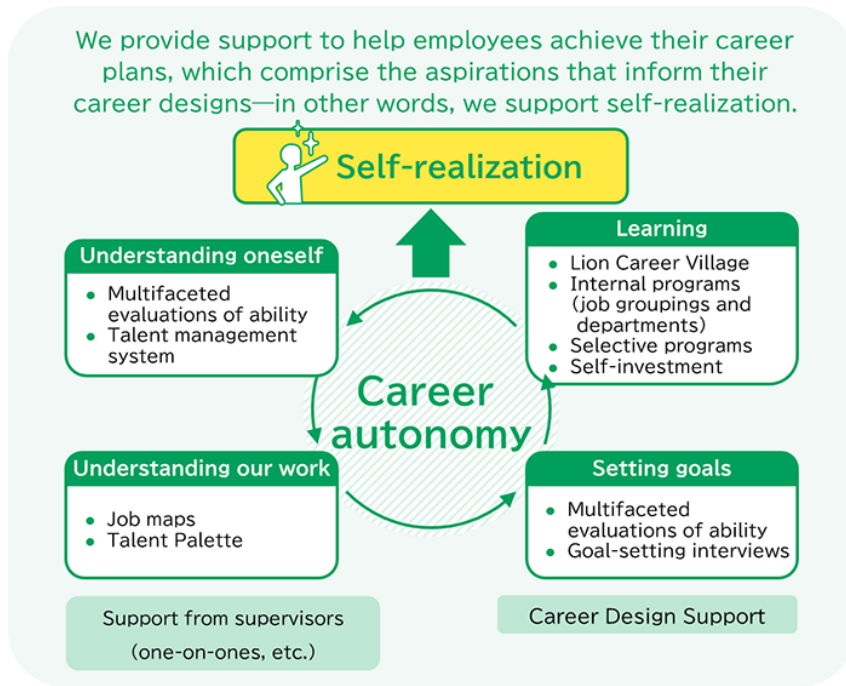 We provide support to help employees achieve their career
plans, which comprise the aspirations that inform their
career designs—in other words, we support self-realization.
Self-realization
Understanding oneself
• Multifaceted
evaluations of ability
• Talent management
system
Learning
• Lion Career Village
• Internal programs
(job groupings and
departments)
• Selective programs
• Self-investment
Career
autonomy
Understanding our work
• Job maps
• Talent Palette
Setting goals
• Multifaceted
evaluations of ability
• Goal-setting interviews
Support from supervisors
(one-on-ones, etc.)
Career Design Support